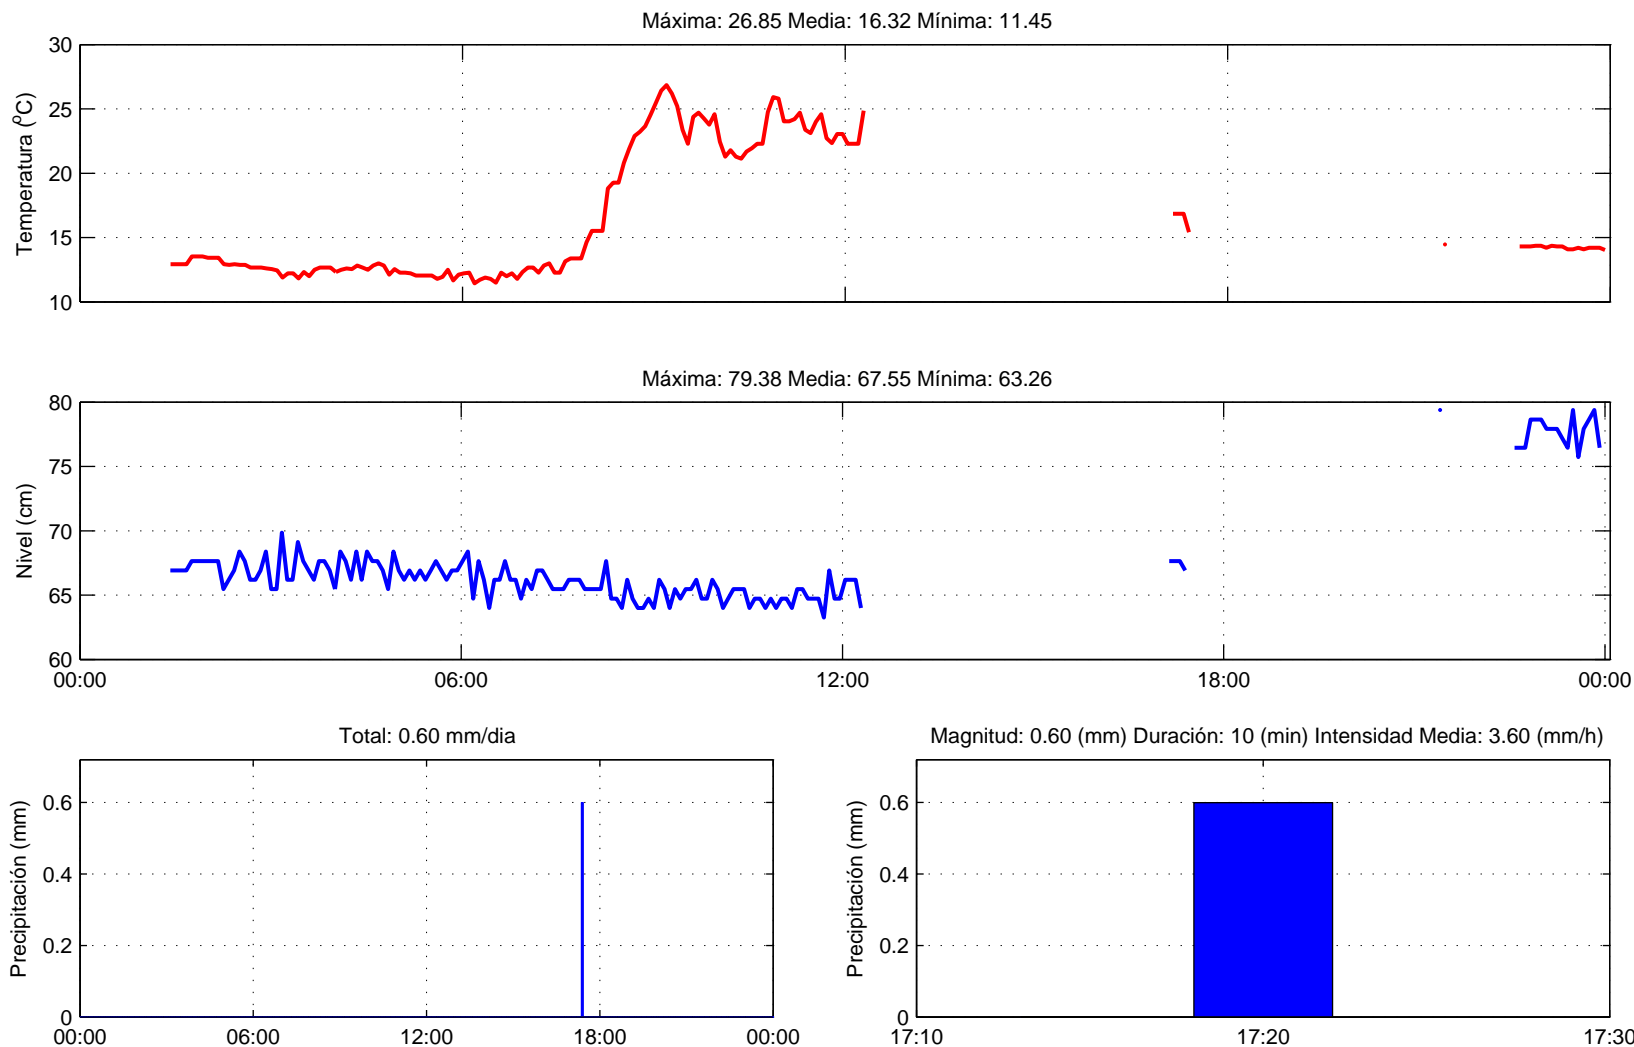 Máxima: 26.85 Media: 16.32 Mínima: 11.45
30
25
20
15
10
Temperatura (ºC)
Máxima: 79.38 Media: 67.55 Mínima: 63.26
80
75
70
65
60
Nivel (cm)
00:00 06:00 12:00 18:00 00:00
Total: 0.60 mm/dia
0.6
0.4
0.2
0
Precipitación (mm)
00:00 06:00 12:00 18:00 00:00
Magnitud: 0.60 (mm) Duración: 10 (min) Intensidad Media: 3.60 (mm/h)
0.6
0.4
0.2
0
Precipitación (mm)
17:10 17:20 17:30